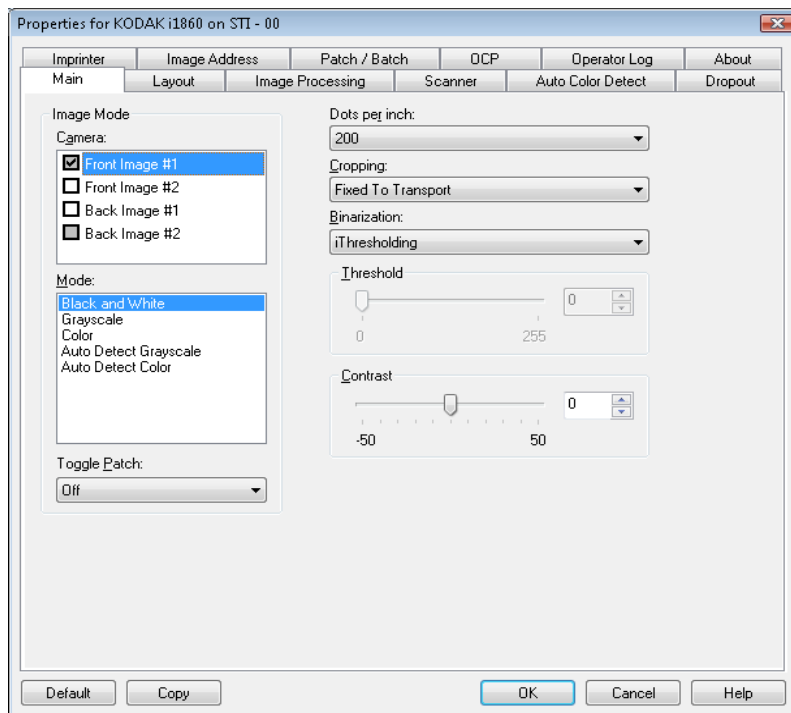 Properties for KODAK i1860 on STI - 00
Imprinter Image Address Patch / Batch OCP Operator Log About
Main Layout Image Processing Scanner Auto Color Detect Dropout
Image Mode
Camera:
Front Image #1
Front Image #2
Back Image #1
Back Image #2
Mode:
Black and White
Grayscale
Color
Auto Detect Grayscale
Auto Detect Color
Toggle Patch:
Off
Dots per inch:
200
Cropping:
Fixed To Transport
Binarization:
iThresholding
Threshold
0
0 255
Contrast
0
-50 50
Default Copy OK Cancel Help